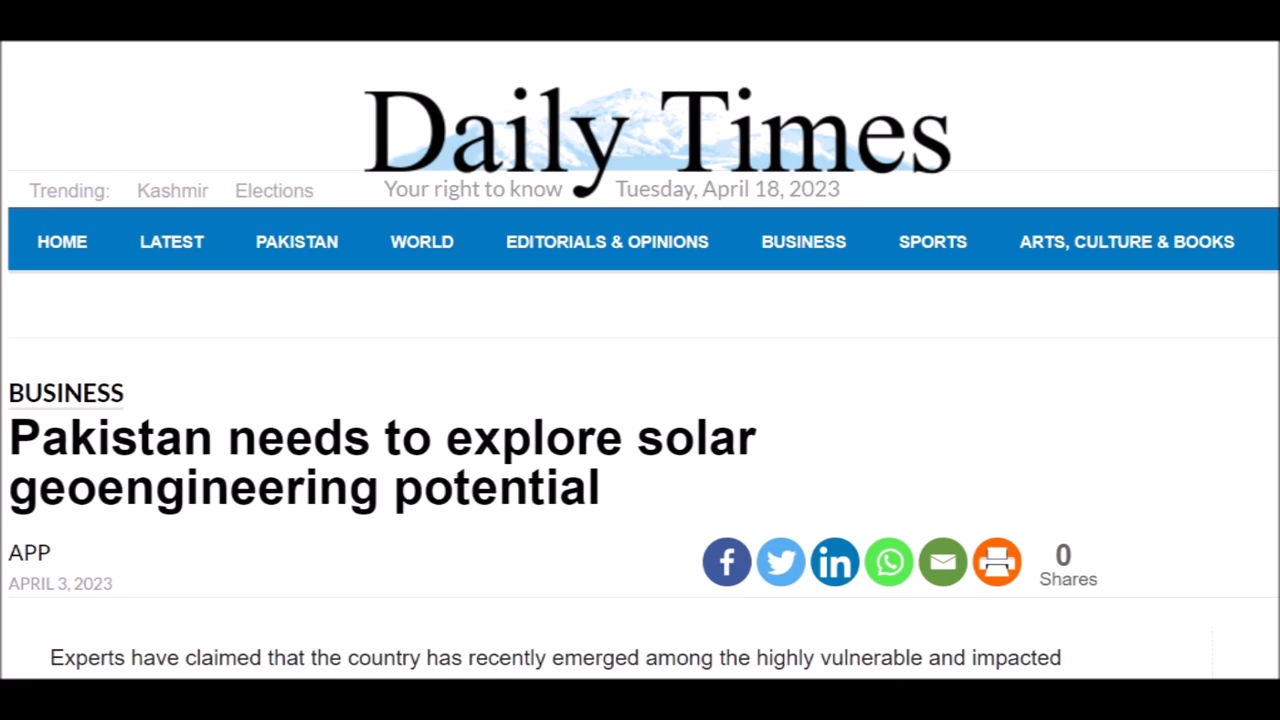 Daily Times
Trending: Kashmir Elections Your right to know Tuesday, April 18, 2023
HOME LATEST PAKISTAN WORLD EDITORIALS & OPINIONS BUSINESS SPORTS ARTS, CULTURE & BOOKS
BUSINESS
Pakistan needs to explore solar
geoengineering potential
APP
APRIL 3, 2023
0
Shares
Experts have claimed that the country has recently emerged among the highly vulnerable and impacted